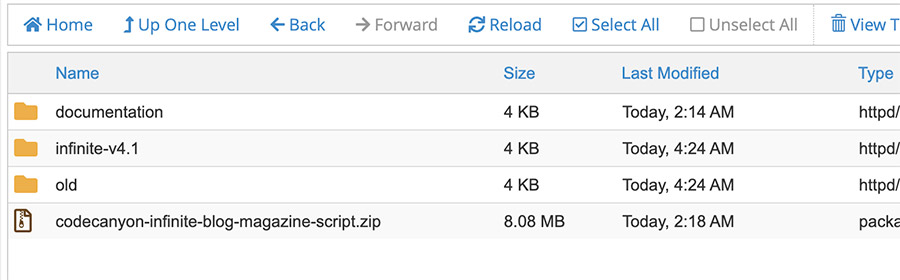 Home Up One Level Back Forward Reload Select All Unselect All View T
Name Size Last Modified Type
documentation 4 KB Today, 2:14 AM httpd/
infinite-v4.1 4 KB Today, 4:24 AM httpd/
old 4 KB Today, 4:24 AM httpd/
codecanyon-infinite-blog-magazine-script.zip 8.08 MB Today, 2:18 AM packa